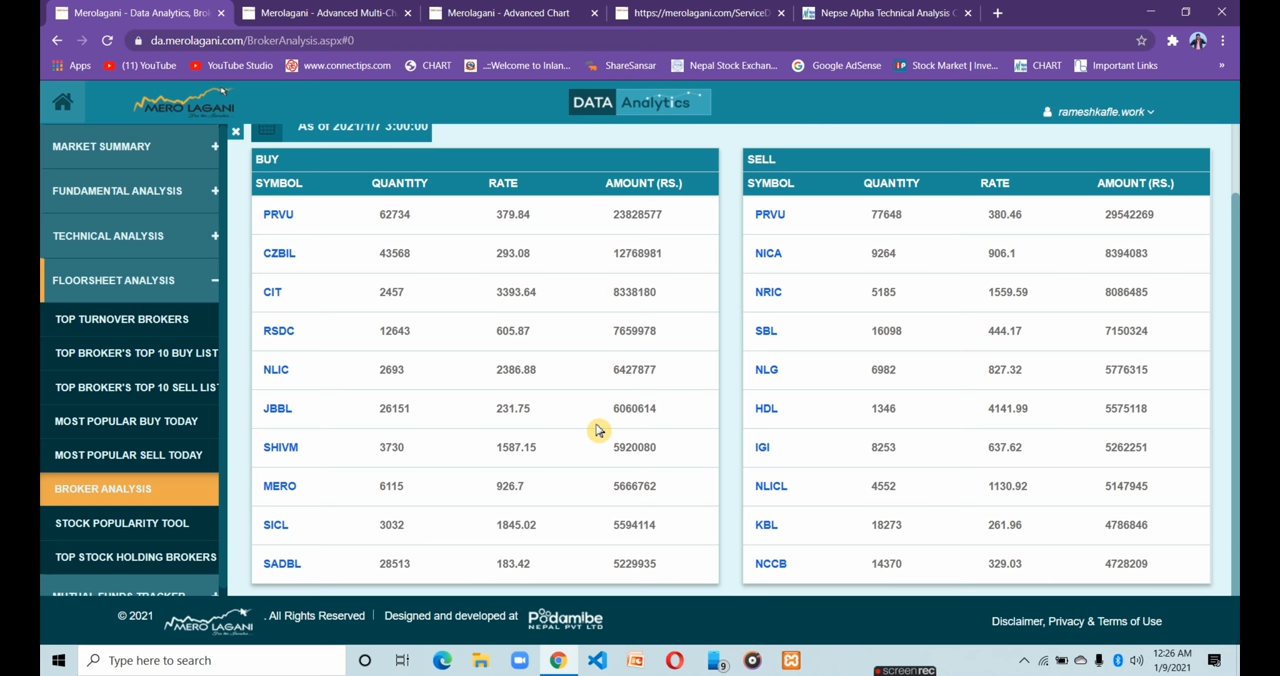 Merolagani - Data Analytics, Brok
Merolagani - Advanced Multi-Ch
Merolagani - Advanced Chart
https://merolagani.com/ServiceD
Nepse Alpha Technical Analysis C
da.merolagani.com/BrokerAnalysis.aspx#0
Apps
(11) YouTube
YouTube Studio
www.connectips.com
CHART
..::Welcome to Inlan...
ShareSansar
Nepal Stock Exchan...
Google AdSense
Stock Market | Inve...
CHART
Important Links
»
MERO LAGANI
DATA Analytics
rameshkafle.work
MARKET SUMMARY +
FUNDAMENTAL ANALYSIS +
TECHNICAL ANALYSIS +
FLOORSHEET ANALYSIS −
TOP TURNOVER BROKERS
TOP BROKER'S TOP 10 BUY LIST
TOP BROKER'S TOP 10 SELL LIS
MOST POPULAR BUY TODAY
MOST POPULAR SELL TODAY
BROKER ANALYSIS
STOCK POPULARITY TOOL
TOP STOCK HOLDING BROKERS
MUTUAL FUNDS TRACKER +
As of 2021/1/7 3:00:00
BUY
SYMBOL QUANTITY RATE AMOUNT (RS.)
PRVU 62734 379.84 23828577
CZBIL 43568 293.08 12768981
CIT 2457 3393.64 8338180
RSDC 12643 605.87 7659978
NLIC 2693 2386.88 6427877
JBBL 26151 231.75 6060614
SHIVM 3730 1587.15 5920080
MERO 6115 926.7 5666762
SICL 3032 1845.02 5594114
SADBL 28513 183.42 5229935
SELL
SYMBOL QUANTITY RATE AMOUNT (RS.)
PRVU 77648 380.46 29542269
NICA 9264 906.1 8394083
NRIC 5185 1559.59 8086485
SBL 16098 444.17 7150324
NLG 6982 827.32 5776315
HDL 1346 4141.99 5575118
IGI 8253 637.62 5262251
NLICL 4552 1130.92 5147945
KBL 18273 261.96 4786846
NCCB 14370 329.03 4728209
© 2021 MERO LAGANI . All Rights Reserved | Designed and developed at Podamibe
NEPAL PVT LTD
Disclaimer, Privacy & Terms of Use
Type here to search
9
12:26 AM
1/9/2021
screenrec